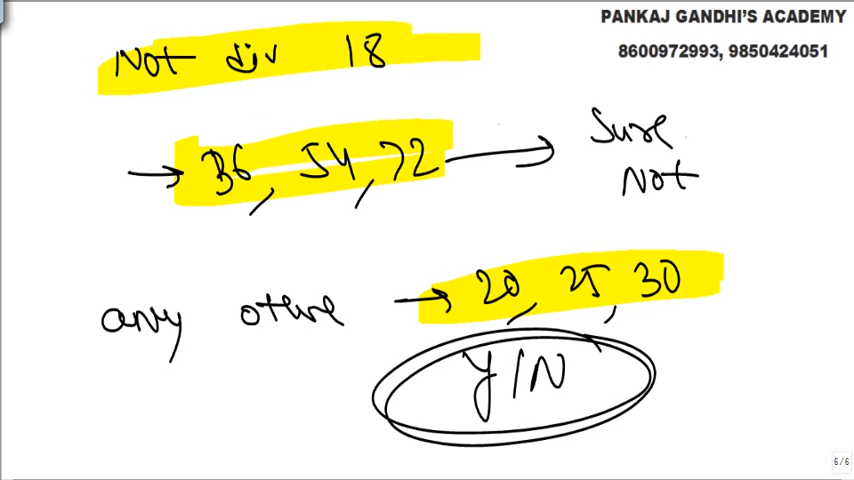 PANKAJ GANDHI'S ACADEMY
8600972993, 9850424051
Not div 18
→ 36, 54, 72 → Sure
Not
any other → 20, 25, 30
Y/N
6/6